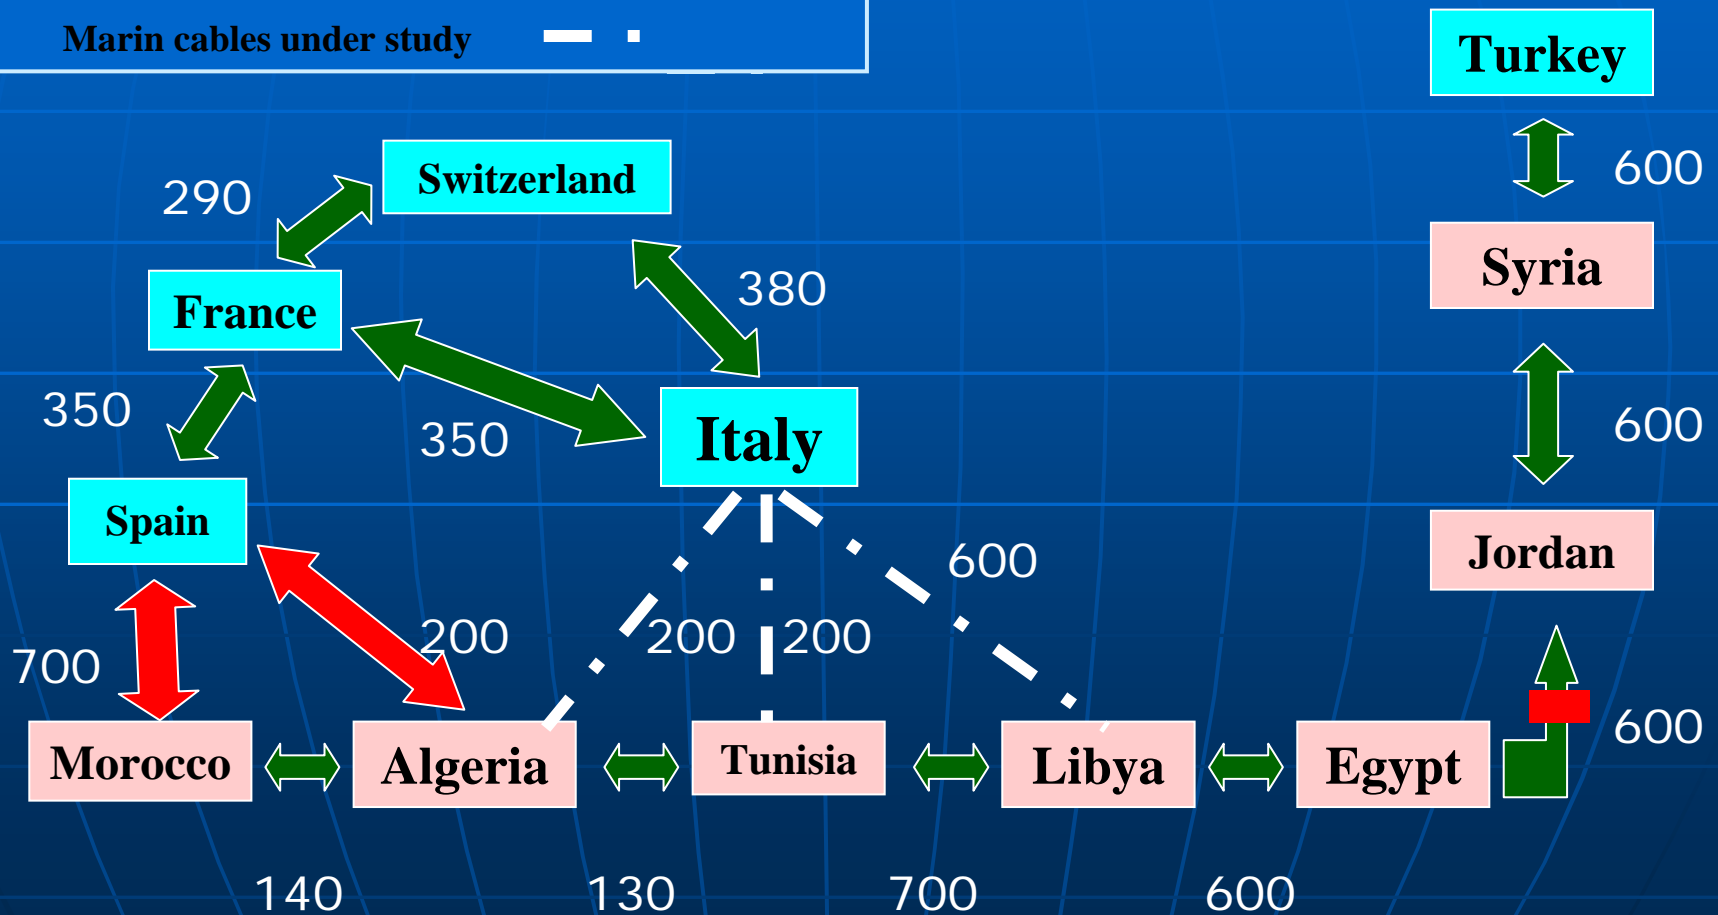 Marin cables under study
Turkey
600
Switzerland
290
Syria
380
France
350
350
600
Italy
Spain
Jordan
600
200
200
200
700
600
Morocco
Algeria
Tunisia
Libya
Egypt
140
130
700
600